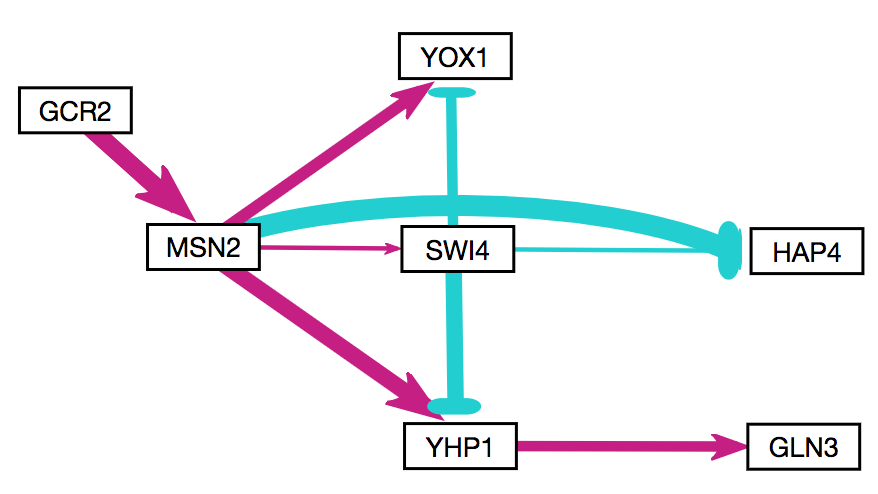 YOX1
GCR2
MSN2
SWI4
HAP4
YHP1
GLN3